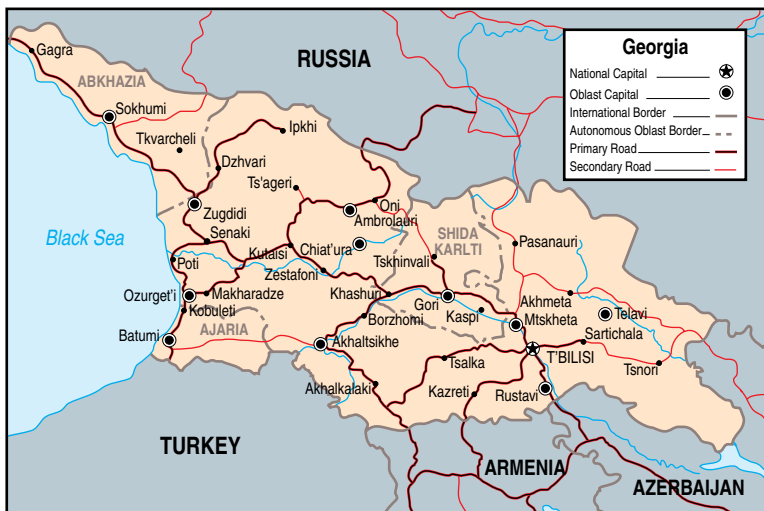 Gagra
RUSSIA
ABKHAZIA
Sokhumi
Tkvarcheli
Ipkhi
Dzhvari
Ts'ageri
Oni
Zugdidi
Ambrolauri
Black Sea
Senaki
Kutaisi
Chiat'ura
SHIDA
KARLTI
Pasanauri
Poti
Zestafoni
Tskhinvali
Ozurget'i
Makharadze
Khashuri
Gori
Akhmeta
Kobuleti
Kaspi
Mtskheta
Telavi
AJARIA
Borzhomi
Sartichala
Batumi
Akhaltsikhe
T'BILISI
Tsalka
Tsnori
Akhalkalaki
Kazreti
Rustavi
TURKEY
ARMENIA
AZERBAIJAN
Georgia
National Capital
Oblast Capital
International Border
Autonomous Oblast Border
Primary Road
Secondary Road